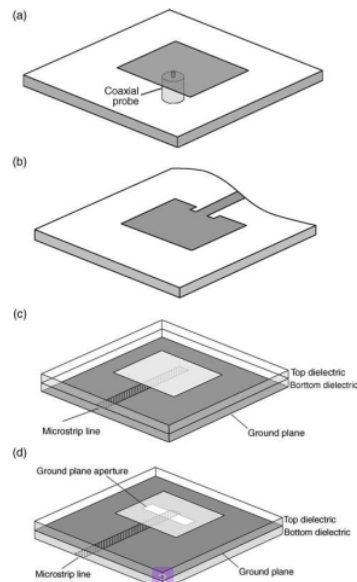 (a)
Coaxial
probe
(b)
(c)
Top dielectric
Borttom dielectric
Microstrip line
Ground plane
(d)
Ground plane aperture
Top dielectric
Bottom dielectric
Microstrip line
Ground plane